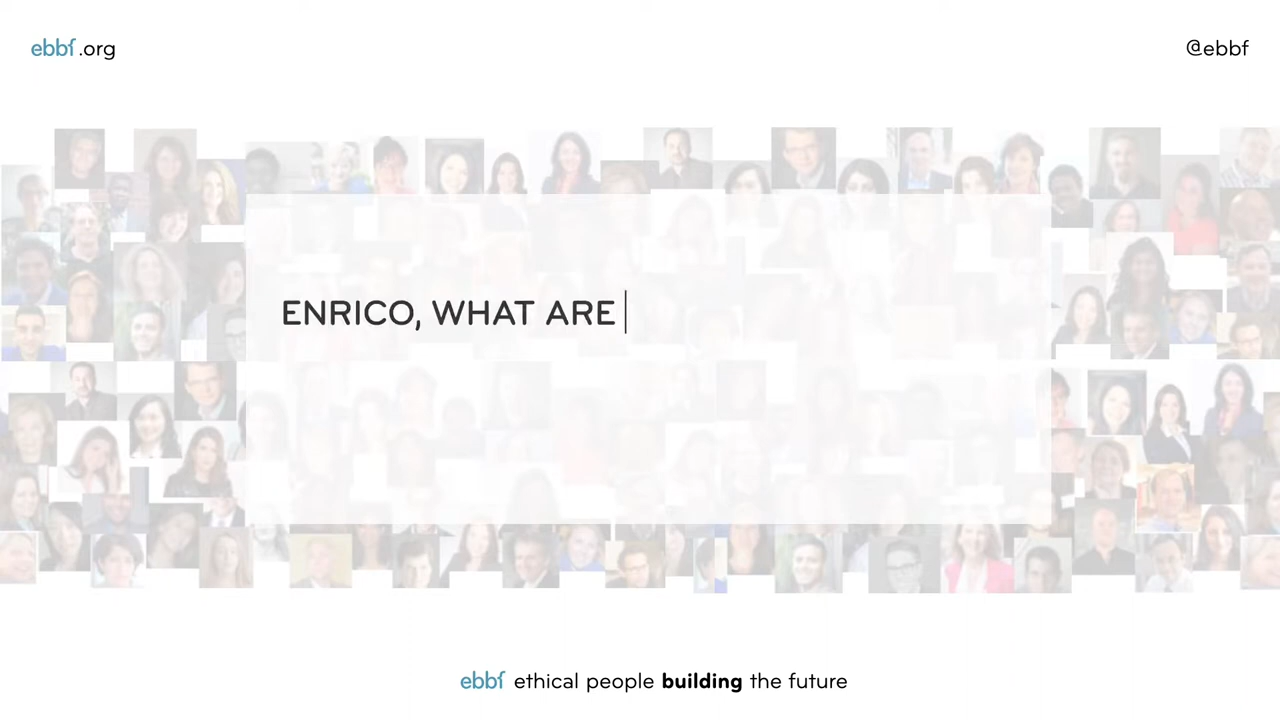 ebbf.org
@ebbf
ENRICO, WHAT ARE
ebbf ethical people building the future